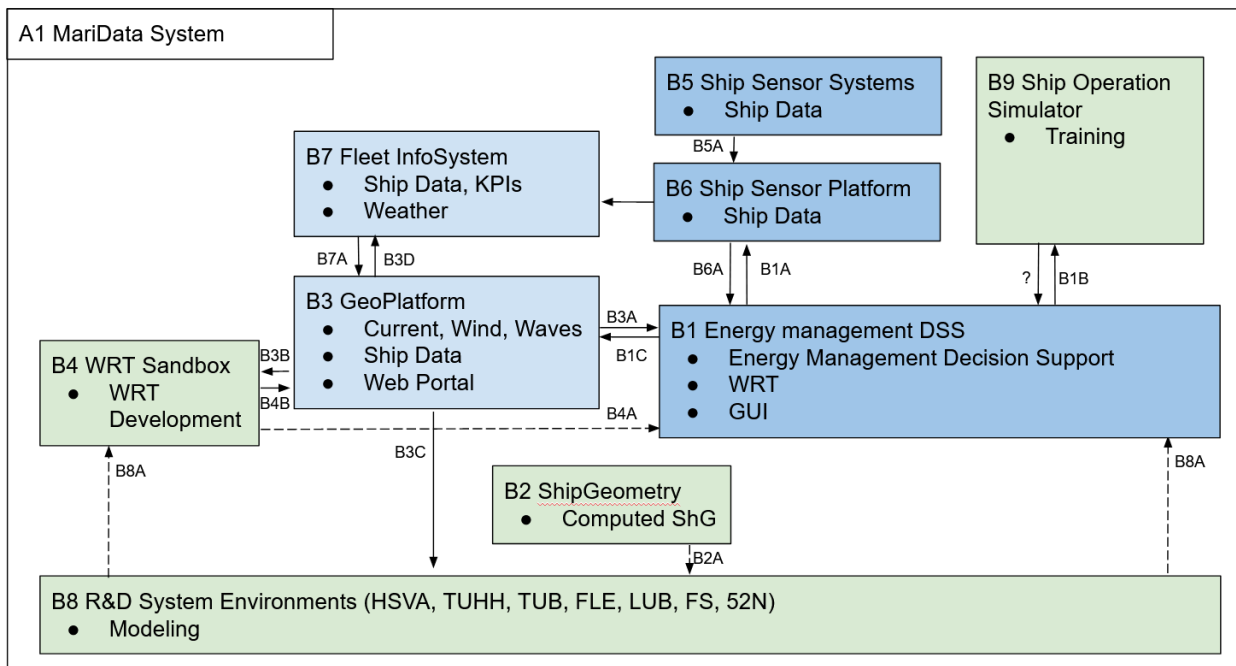 A1 MariData System
B5 Ship Sensor Systems
● Ship Data
B9 Ship Operation
Simulator
● Training
B5A
B7 Fleet InfoSystem
● Ship Data, KPIs
● Weather
B6 Ship Sensor Platform
● Ship Data
B7A
B3D
B6A
B1A
?
B1B
B3 GeoPlatform
● Current, Wind, Waves
● Ship Data
● Web Portal
B3A
B1C
B1 Energy management DSS
● Energy Management Decision Support
● WRT
● GUI
B4 WRT Sandbox
● WRT
Development
B3B
B4B
B4A
B8A
B3C
B8A
B2 ShipGeometry
● Computed ShG
B2A
B8 R&D System Environments (HSVA, TUHH, TUB, FLE, LUB, FS, 52N)
● Modeling